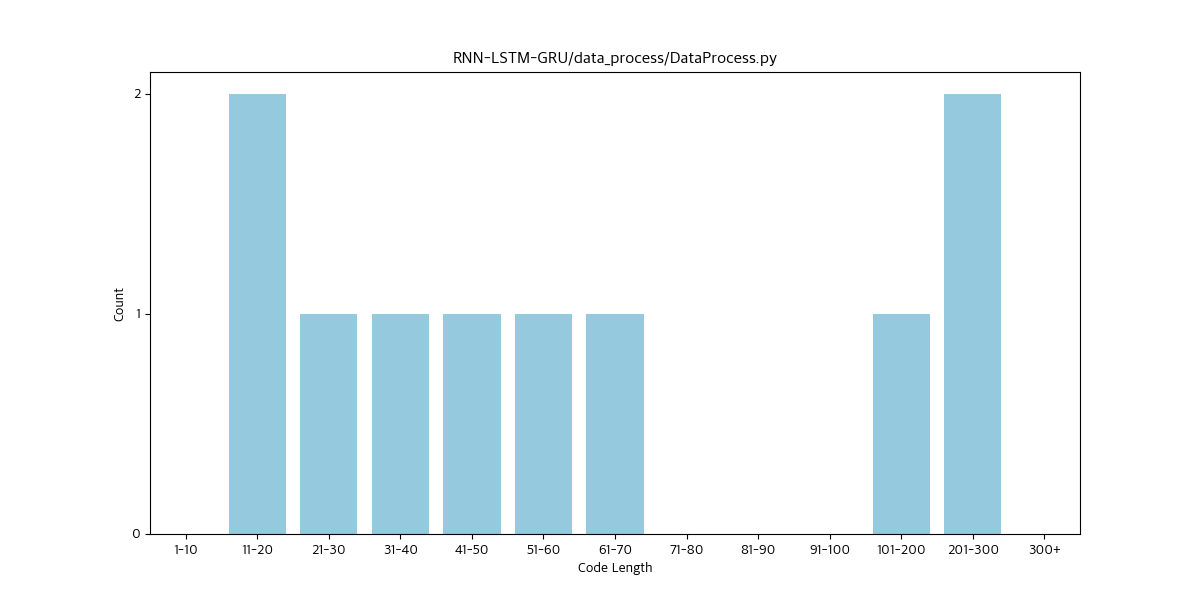 RNN-LSTM-GRU/data_process/DataProcess.py
Count
2
1
0
1-10 11-20 21-30 31-40 41-50 51-60 61-70 71-80 81-90 91-100 101-200 201-300 300+
Code Length